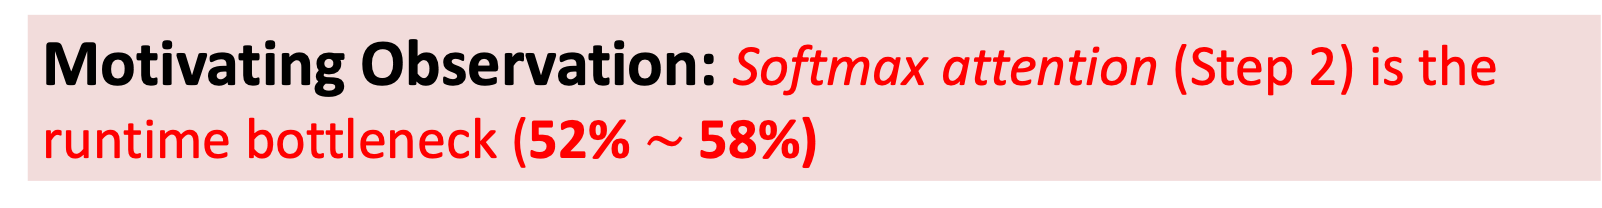 Motivating Observation: Softmax attention (Step 2) is the
runtime bottleneck (52% ~ 58%)